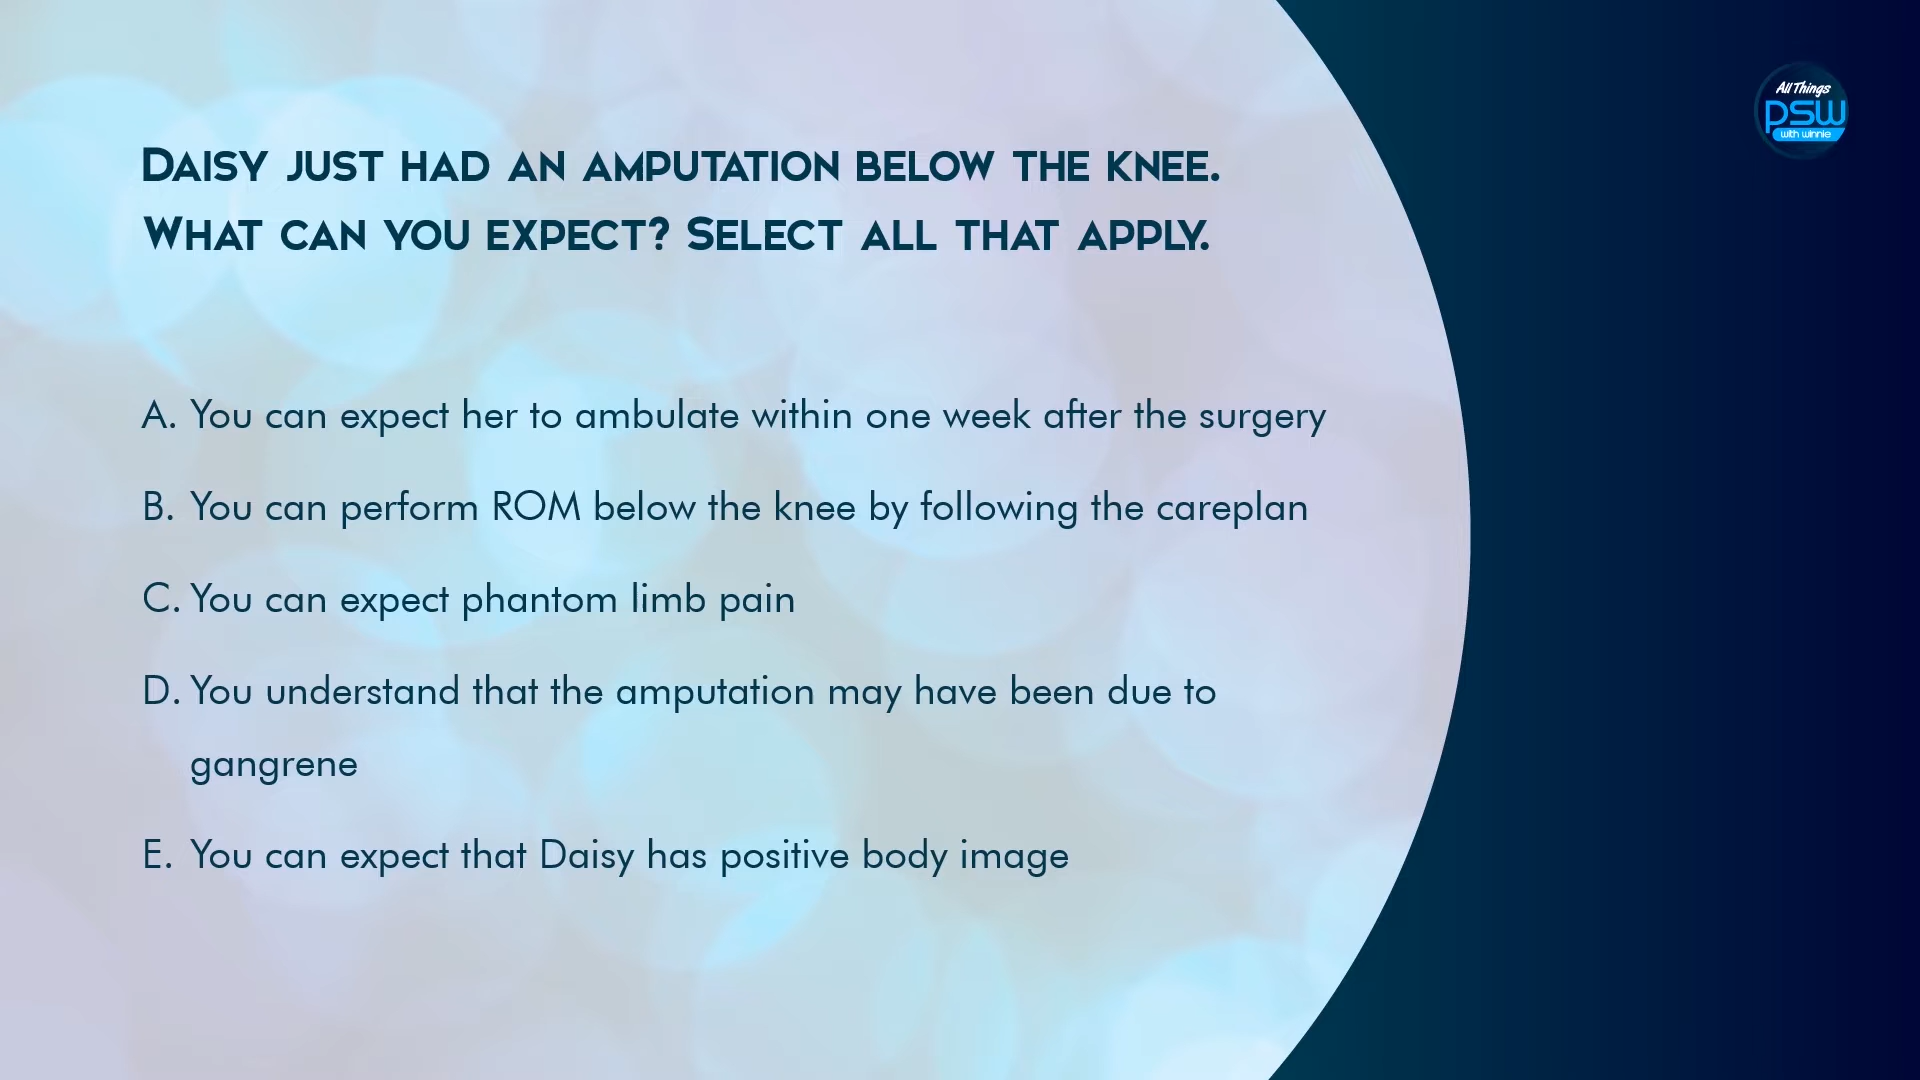 All Things
PSW
with winnie
Daisy just had an amputation below the knee.
What can you expect? Select all that apply.
A. You can expect her to ambulate within one week after the surgery
B. You can perform ROM below the knee by following the careplan
C. You can expect phantom limb pain
D. You understand that the amputation may have been due to
gangrene
E. You can expect that Daisy has positive body image